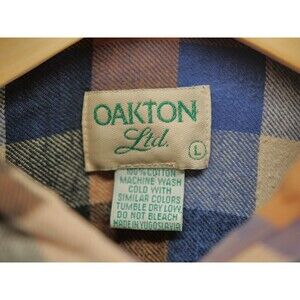 OAKTON
Ltd.
L
100% COTTON
MACHINE WASH
COLD WITH
SIMILAR COLORS
TUMBLE DRY LOW
DO NOT BLEACH
MADE IN YUGOSLAVIA